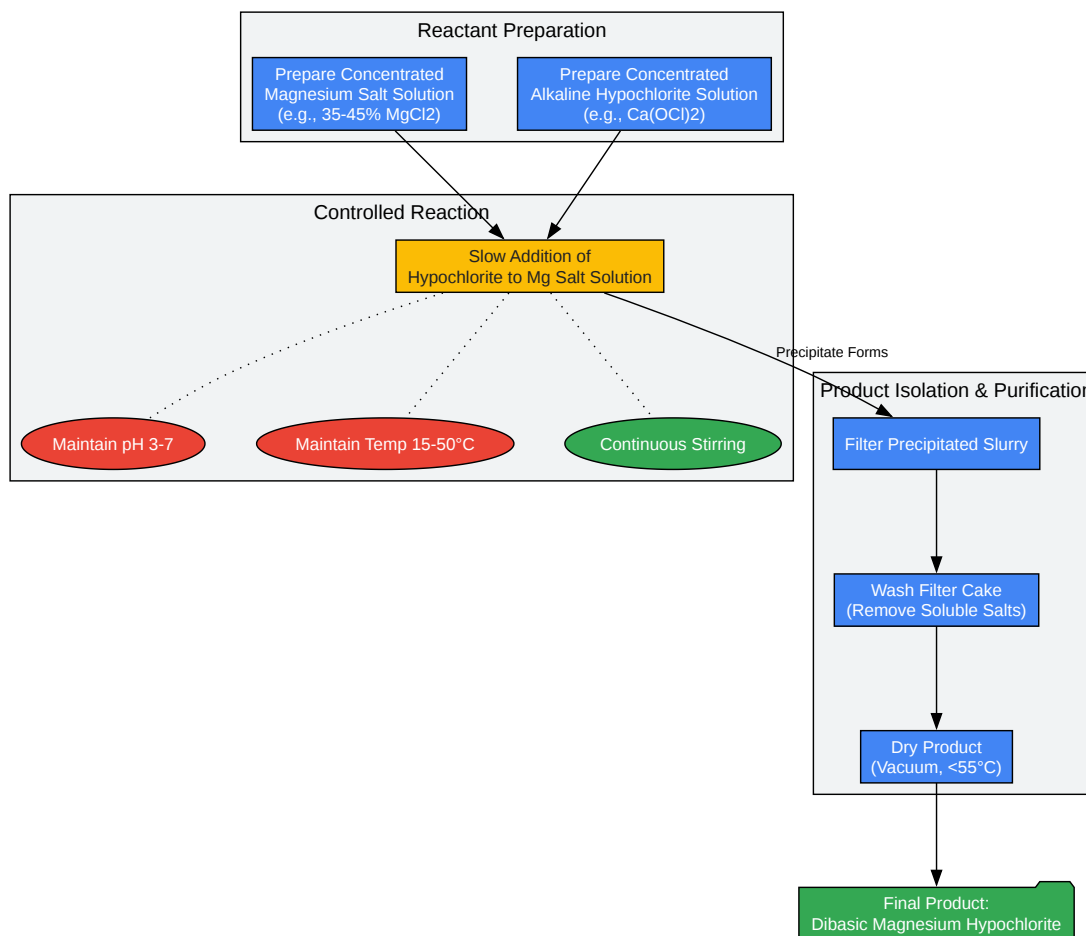 Reactant Preparation
Prepare Concentrated
Magnesium Salt Solution
(e.g., 35-45% MgCl2)
Prepare Concentrated
Alkaline Hypochlorite Solution
(e.g., Ca(OCl)2)
Controlled Reaction
Slow Addition of
Hypochlorite to Mg Salt Solution
Precipitate Forms
Maintain pH 3-7
Maintain Temp 15-50°C
Continuous Stirring
Product Isolation & Purification
Filter Precipitated Slurry
Wash Filter Cake
(Remove Soluble Salts)
Dry Product
(Vacuum, <55°C)
Final Product:
Dibasic Magnesium Hypochlorite